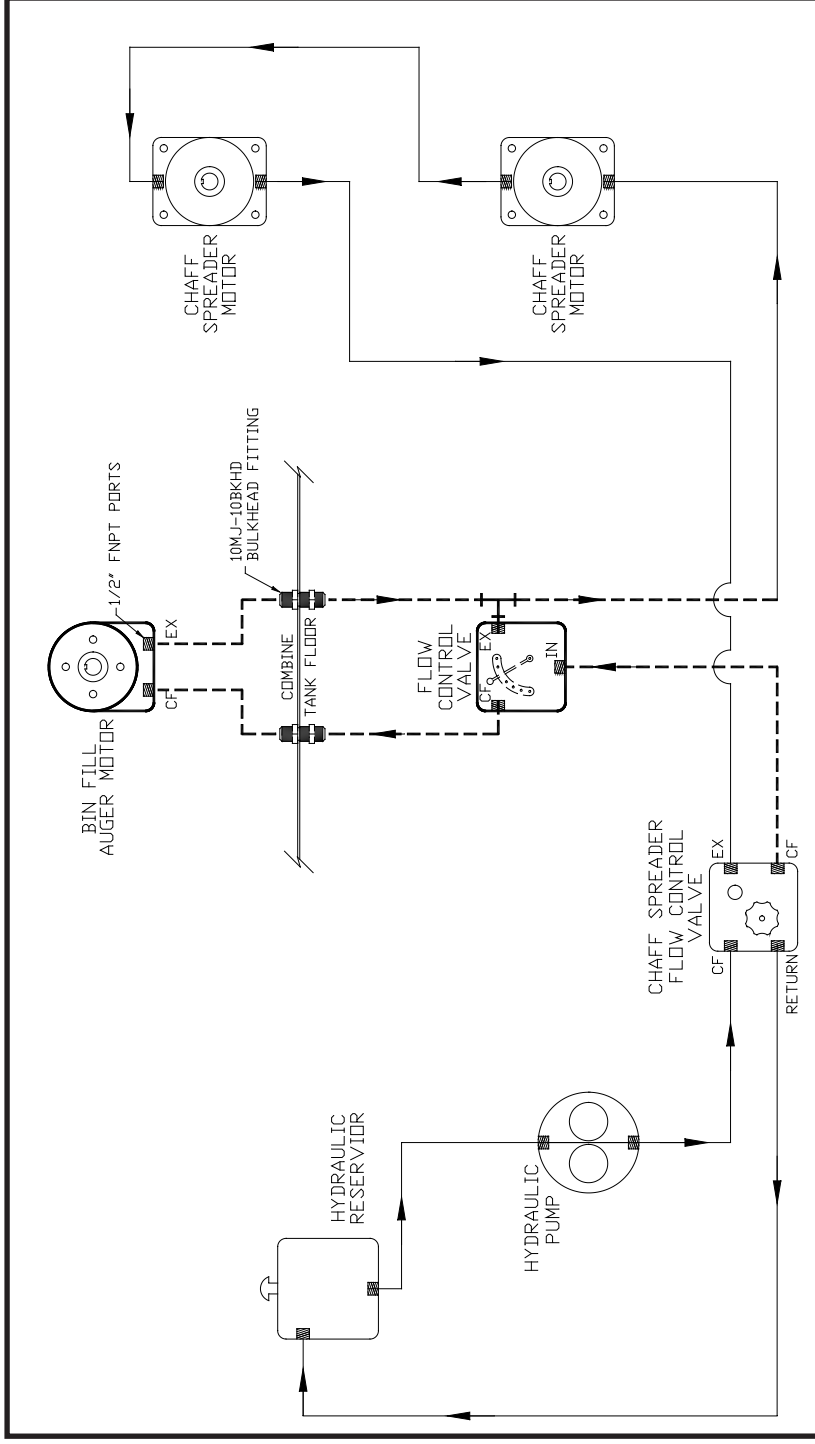 CHAFF
SPREADER
MOTOR
CHAFF
SPREADER
MOTOR
1/2" FNPT PORTS
10MJ-10BKHD
BULKHEAD FITTING
EX
CF
BIN FILL
AUGER MOTOR
COMBINE
TANK FLOOR
FLOW
CONTROL
VALVE
EX
CF
IN
CHAFF SPREADER
FLOW CONTROL
VALVE
EX
CF
CF
RETURN
HYDRAULIC
RESERVIOR
HYDRAULIC
PUMP